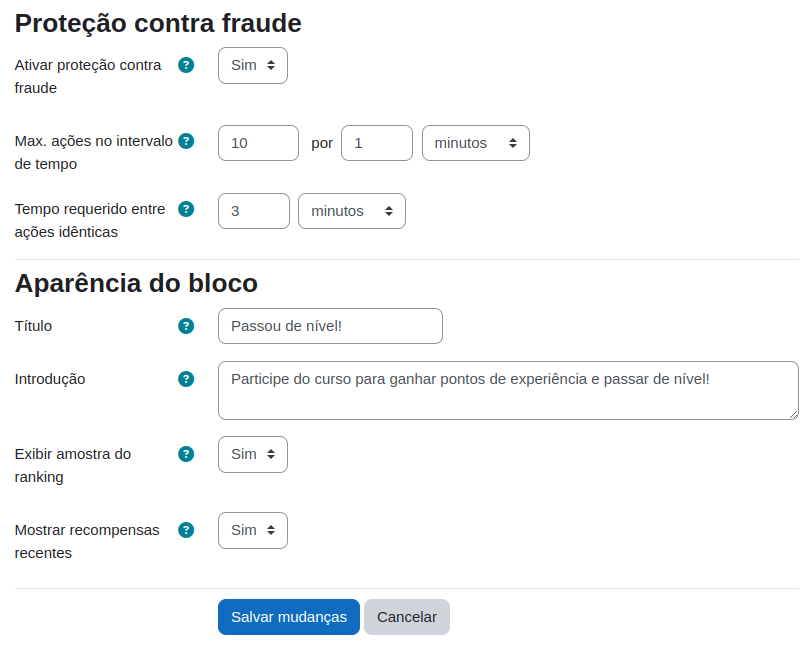 Proteção contra fraude
Ativar proteção contra ? Sim
fraude
Max. ações no intervalo ? 10 por 1 minutos
de tempo
Tempo requerido entre ? 3 minutos
ações idênticas
Aparência do bloco
Título ? Passou de nível!
Introdução ? Participe do curso para ganhar pontos de experiência e passar de nível!
Exibir amostra do ? Sim
ranking
Mostrar recompensas ? Sim
recentes
Salvar mudanças Cancelar